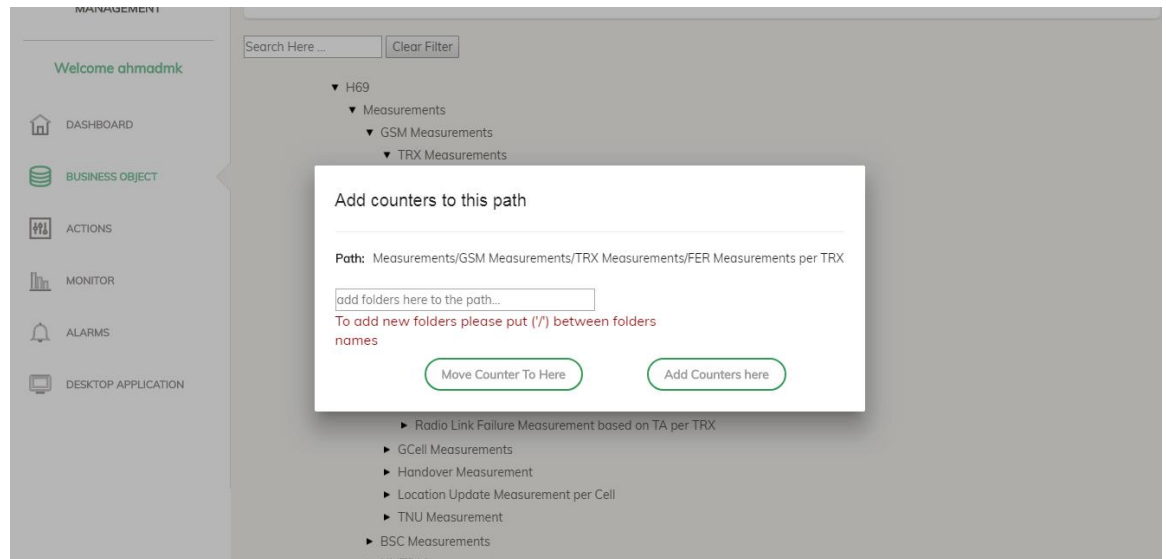 MANAGEMENT
Welcome ahmadmk
DASHBOARD
BUSINESS OBJECT
ACTIONS
MONITOR
ALARMS
DESKTOP APPLICATION
Search Here ...
Clear Filter
▼ H69
▼ Measurements
▼ GSM Measurements
▼ TRX Measurements
Add counters to this path
Path: Measurements/GSM Measurements/TRX Measurements/FER Measurements per TRX
add folders here to the path...
To add new folders please put ('/') between folders
names
Move Counter To Here
Add Counters here
► Radio Link Failure Measurement based on TA per TRX
► GCell Measurements
► Handover Measurement
► Location Update Measurement per Cell
► TNU Measurement
► BSC Measurements